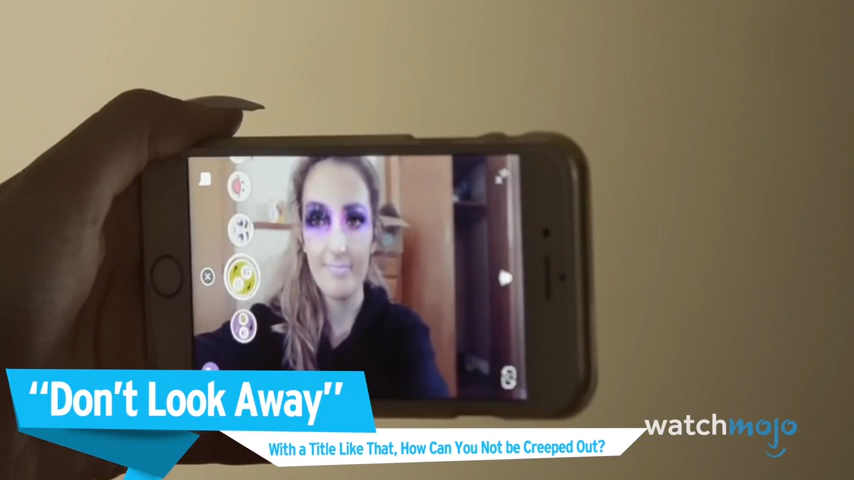 “Don’t Look Away”
With a Title Like That, How Can You Not be Creeped Out?
watchmojo